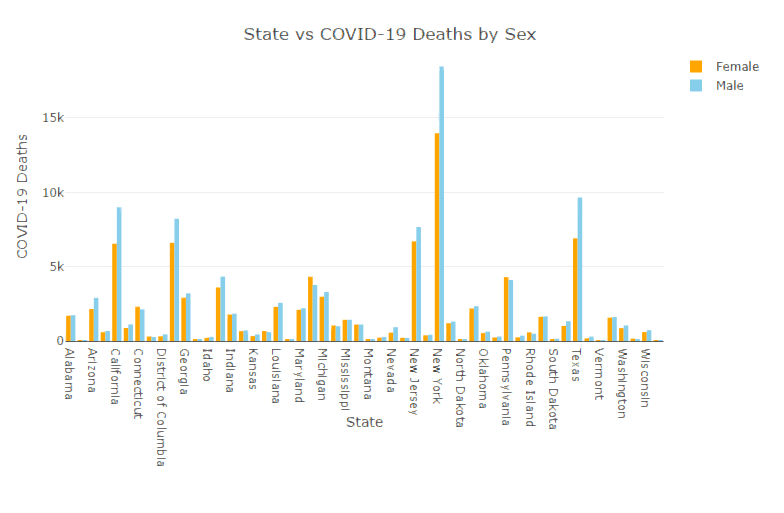 State vs COVID-19 Deaths by Sex
Female
Male
COVID-19 Deaths
15k
10k
5k
0
Alabama
Arizona
California
Connecticut
District of Columbia
Georgia
Idaho
Indiana
Kansas
Louisiana
Maryland
Michigan
Mississippi
Montana
Nevada
New Jersey
New York
North Dakota
Oklahoma
Pennsylvania
Rhode Island
South Dakota
Texas
Vermont
Washington
Wisconsin
State